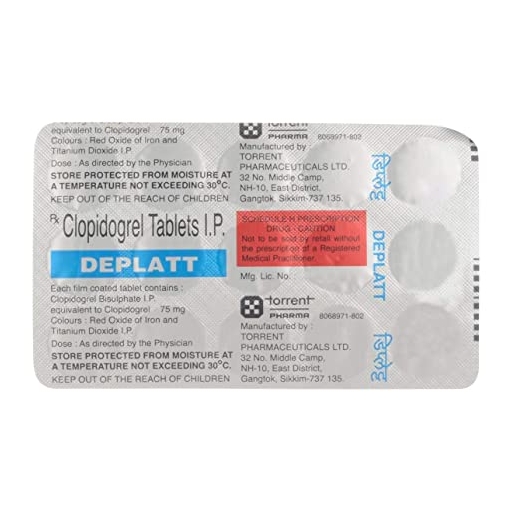 equivalent to Clopidogrel 75 mg
Colours : Red Oxide of Iron and
Titanium Dioxide I.P.
Dose : As directed by the Physician
STORE PROTECTED FROM MOISTURE AT
A TEMPERATURE NOT EXCEEDING 30°C.
KEEP OUT OF THE REACH OF CHILDREN
℞ Clopidogrel Tablets I.P.
DEPLATT
Each film coated tablet contains :
Clopidogrel Bisulphate I.P.
equivalent to Clopidogrel 75 mg
Colours : Red Oxide of Iron and
Titanium Dioxide I.P.
Dose : As directed by the Physician
STORE PROTECTED FROM MOISTURE AT
A TEMPERATURE NOT EXCEEDING 30°C.
KEEP OUT OF THE REACH OF CHILDREN
torrent
PHARMA 8068971-802
Manufactured by :
TORRENT
PHARMACEUTICALS LTD.
32 No. Middle Camp,
NH-10, East District,
Gangtok, Sikkim-737 135.
SCHEDULE H PRESCRIPTION
DRUG - CAUTION
Not to be sold by retail without
the prescription of a Registered
Medical Practitioner.
Mfg. Lic. No.
torrent
PHARMA 8068971-802
Manufactured by :
TORRENT
PHARMACEUTICALS LTD.
32 No. Middle Camp,
NH-10, East District,
Gangtok, Sikkim-737 135.
डिप्लेट
DEPLATT
डिप्लेट